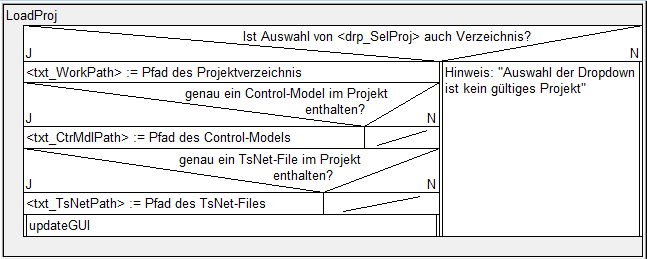 LoadProj
Ist Auswahl von <drp_SelProj> auch Verzeichnis?
J
N
<txt_WorkPath> := Pfad des Projektverzeichnis
genau ein Control-Model im Projekt
enthalten?
J
N
<txt_CtrMdlPath> := Pfad des Control-Models
genau ein TsNet-File im Projekt
enthalten?
J
N
<txt_TsNetPath> := Pfad des TsNet-Files
updateGUI
Hinweis: "Auswahl der Dropdown
ist kein gültiges Projekt"